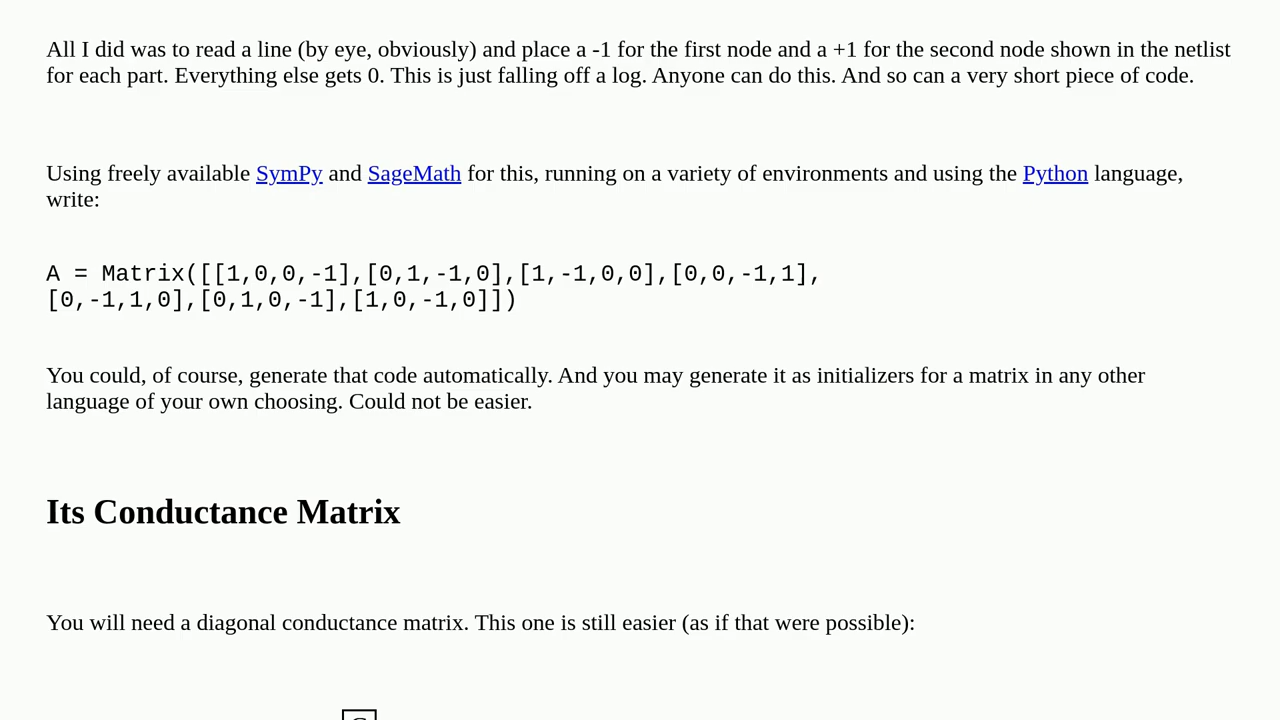 All I did was to read a line (by eye, obviously) and place a -1 for the first node and a +1 for the second node shown in the netlist
for each part. Everything else gets 0. This is just falling off a log. Anyone can do this. And so can a very short piece of code.
Using freely available SymPy and SageMath for this, running on a variety of environments and using the Python language,
write:
A = Matrix([[1,0,0,-1],[0,1,-1,0],[1,-1,0,0],[0,0,-1,1],
[0,-1,1,0],[0,1,0,-1],[1,0,-1,0]])
You could, of course, generate that code automatically. And you may generate it as initializers for a matrix in any other
language of your own choosing. Could not be easier.
Its Conductance Matrix
You will need a diagonal conductance matrix. This one is still easier (as if that were possible):